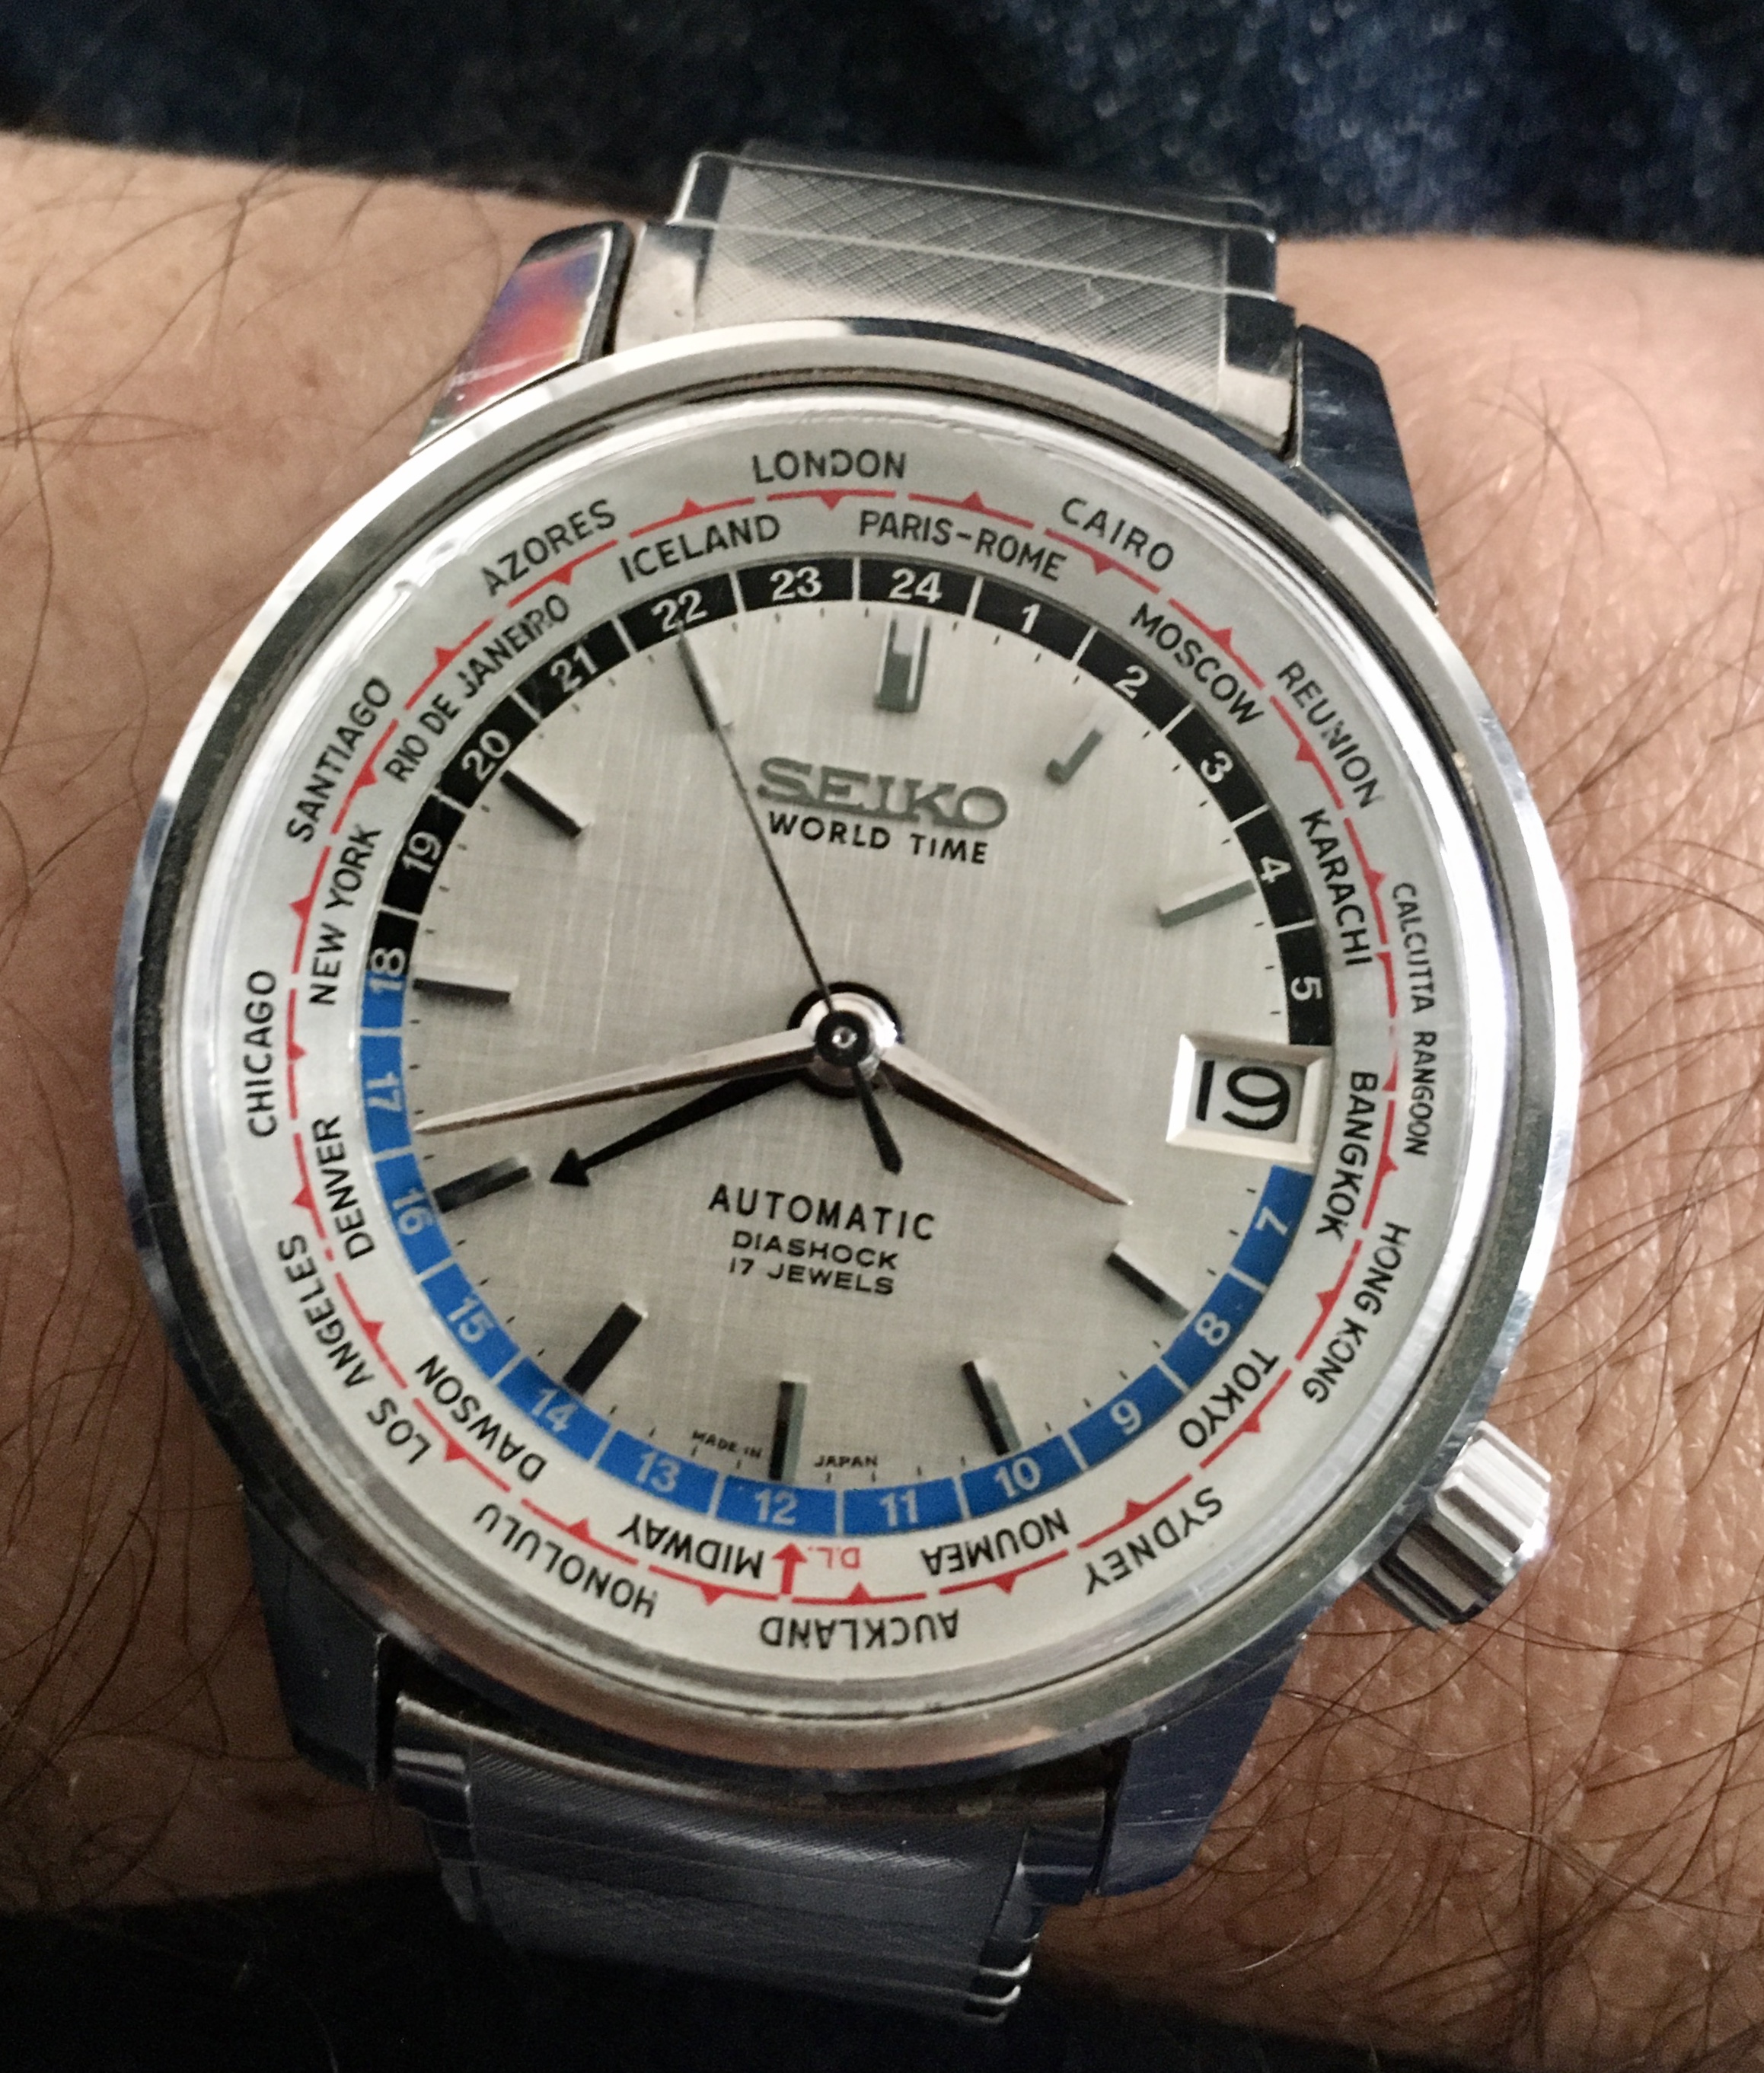 LONDON
CAIRO
REUNION
CALCUTTA
RANGOON
HONG KONG
SYDNEY
AUCKLAND
HONOLULU
LOS ANGELES
CHICAGO
SANTIAGO
AZORES
ICELAND
PARIS-ROME
MOSCOW
KARACHI
BANGKOK
TOKYO
NOUMEA
D.L.
MIDWAY
DAWSON
DENVER
NEW YORK
RIO DE JANEIRO
24
1
2
3
4
5
7
8
9
10
11
12
13
14
15
16
17
18
19
20
21
22
23
SEIKO
WORLD TIME
19
AUTOMATIC
DIASHOCK
17 JEWELS
MADE IN JAPAN